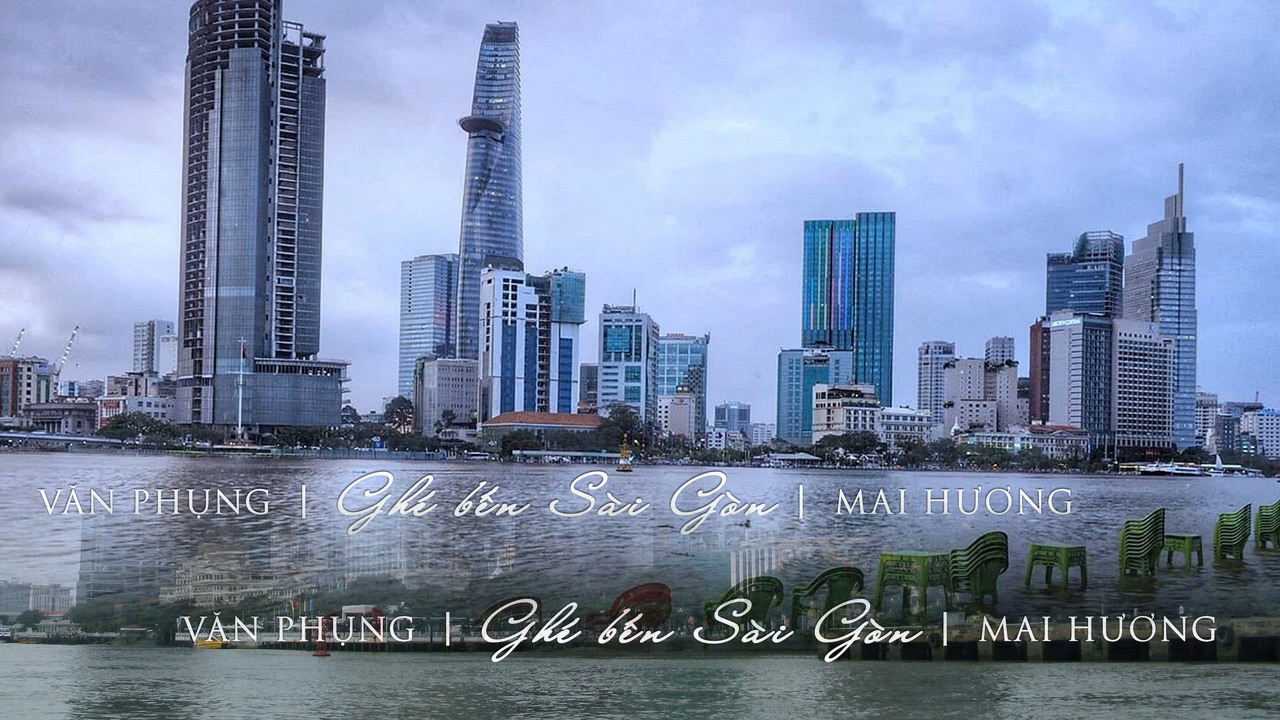 VĂN PHỤNG | Ghé bến Sài Gòn | MAI HƯƠNG
VĂN PHỤNG | Ghé bến Sài Gòn | MAI HƯƠNG